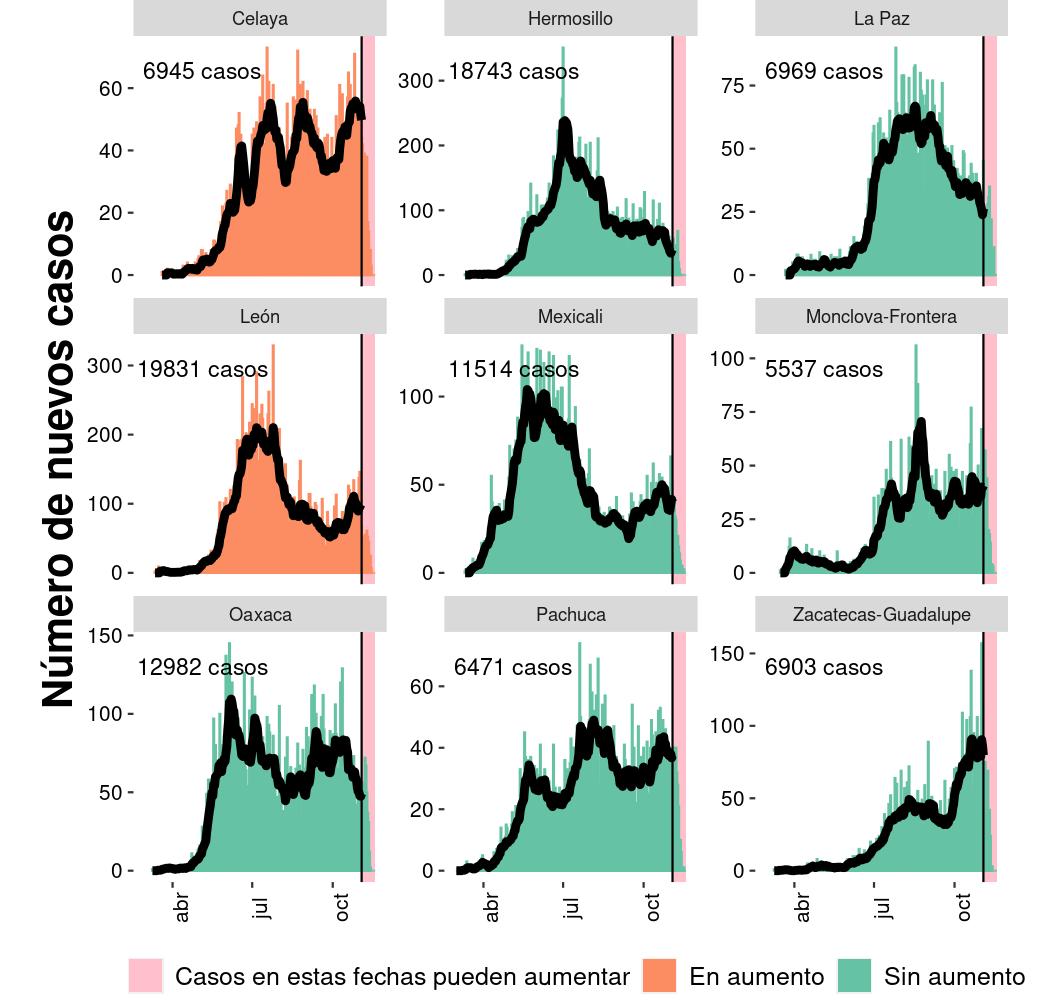 Número de nuevos casos
Celaya
6945 casos
60
40
20
0
Hermosillo
18743 casos
300
200
100
0
La Paz
6969 casos
75
50
25
0
León
19831 casos
300
200
100
0
Mexicali
11514 casos
100
50
0
Monclova-Frontera
5537 casos
100
75
50
25
0
Oaxaca
12982 casos
150
100
50
0
Pachuca
6471 casos
60
40
20
0
Zacatecas-Guadalupe
6903 casos
150
100
50
0
abr jul oct
abr jul oct
abr jul oct
Casos en estas fechas pueden aumentar En aumento Sin aumento